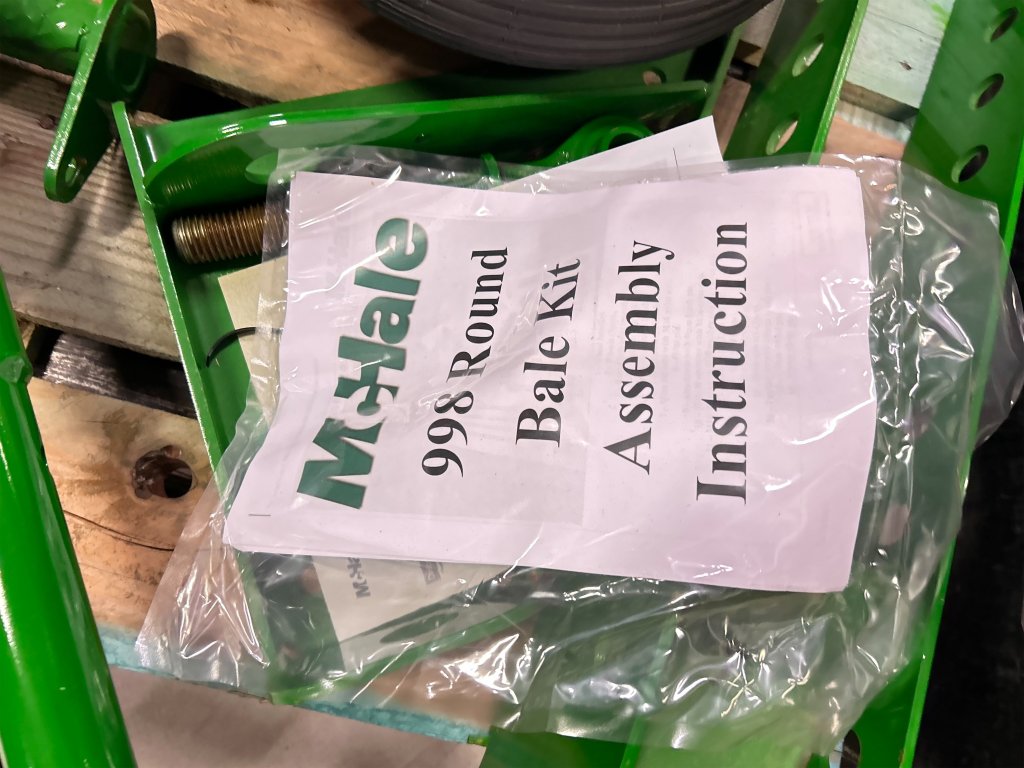 McHale
998 Round
Bale Kit
Assembly
Instruction